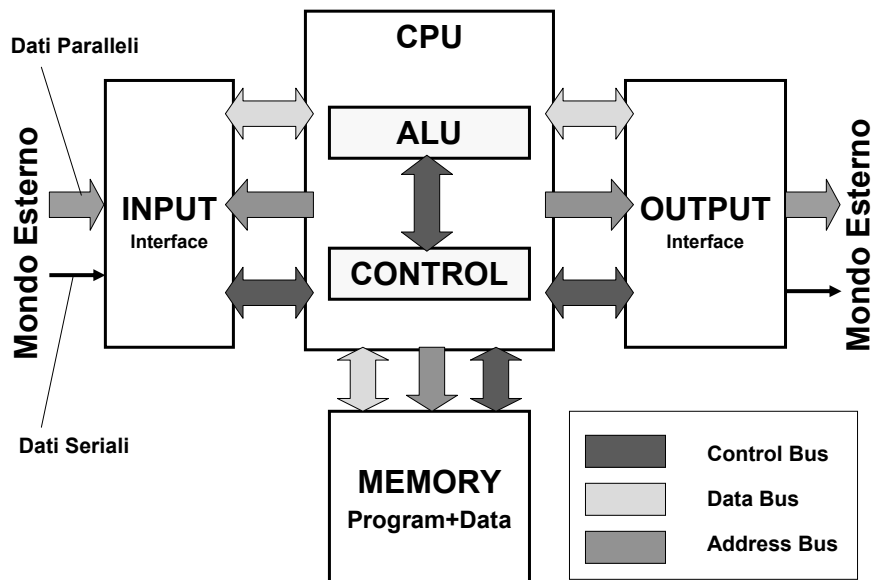 CPU
Dati Paralleli
ALU
Mondo Esterno
INPUT
Interface
OUTPUT
Interface
Mondo Esterno
CONTROL
Dati Seriali
MEMORY
Program+Data
Control Bus
Data Bus
Address Bus